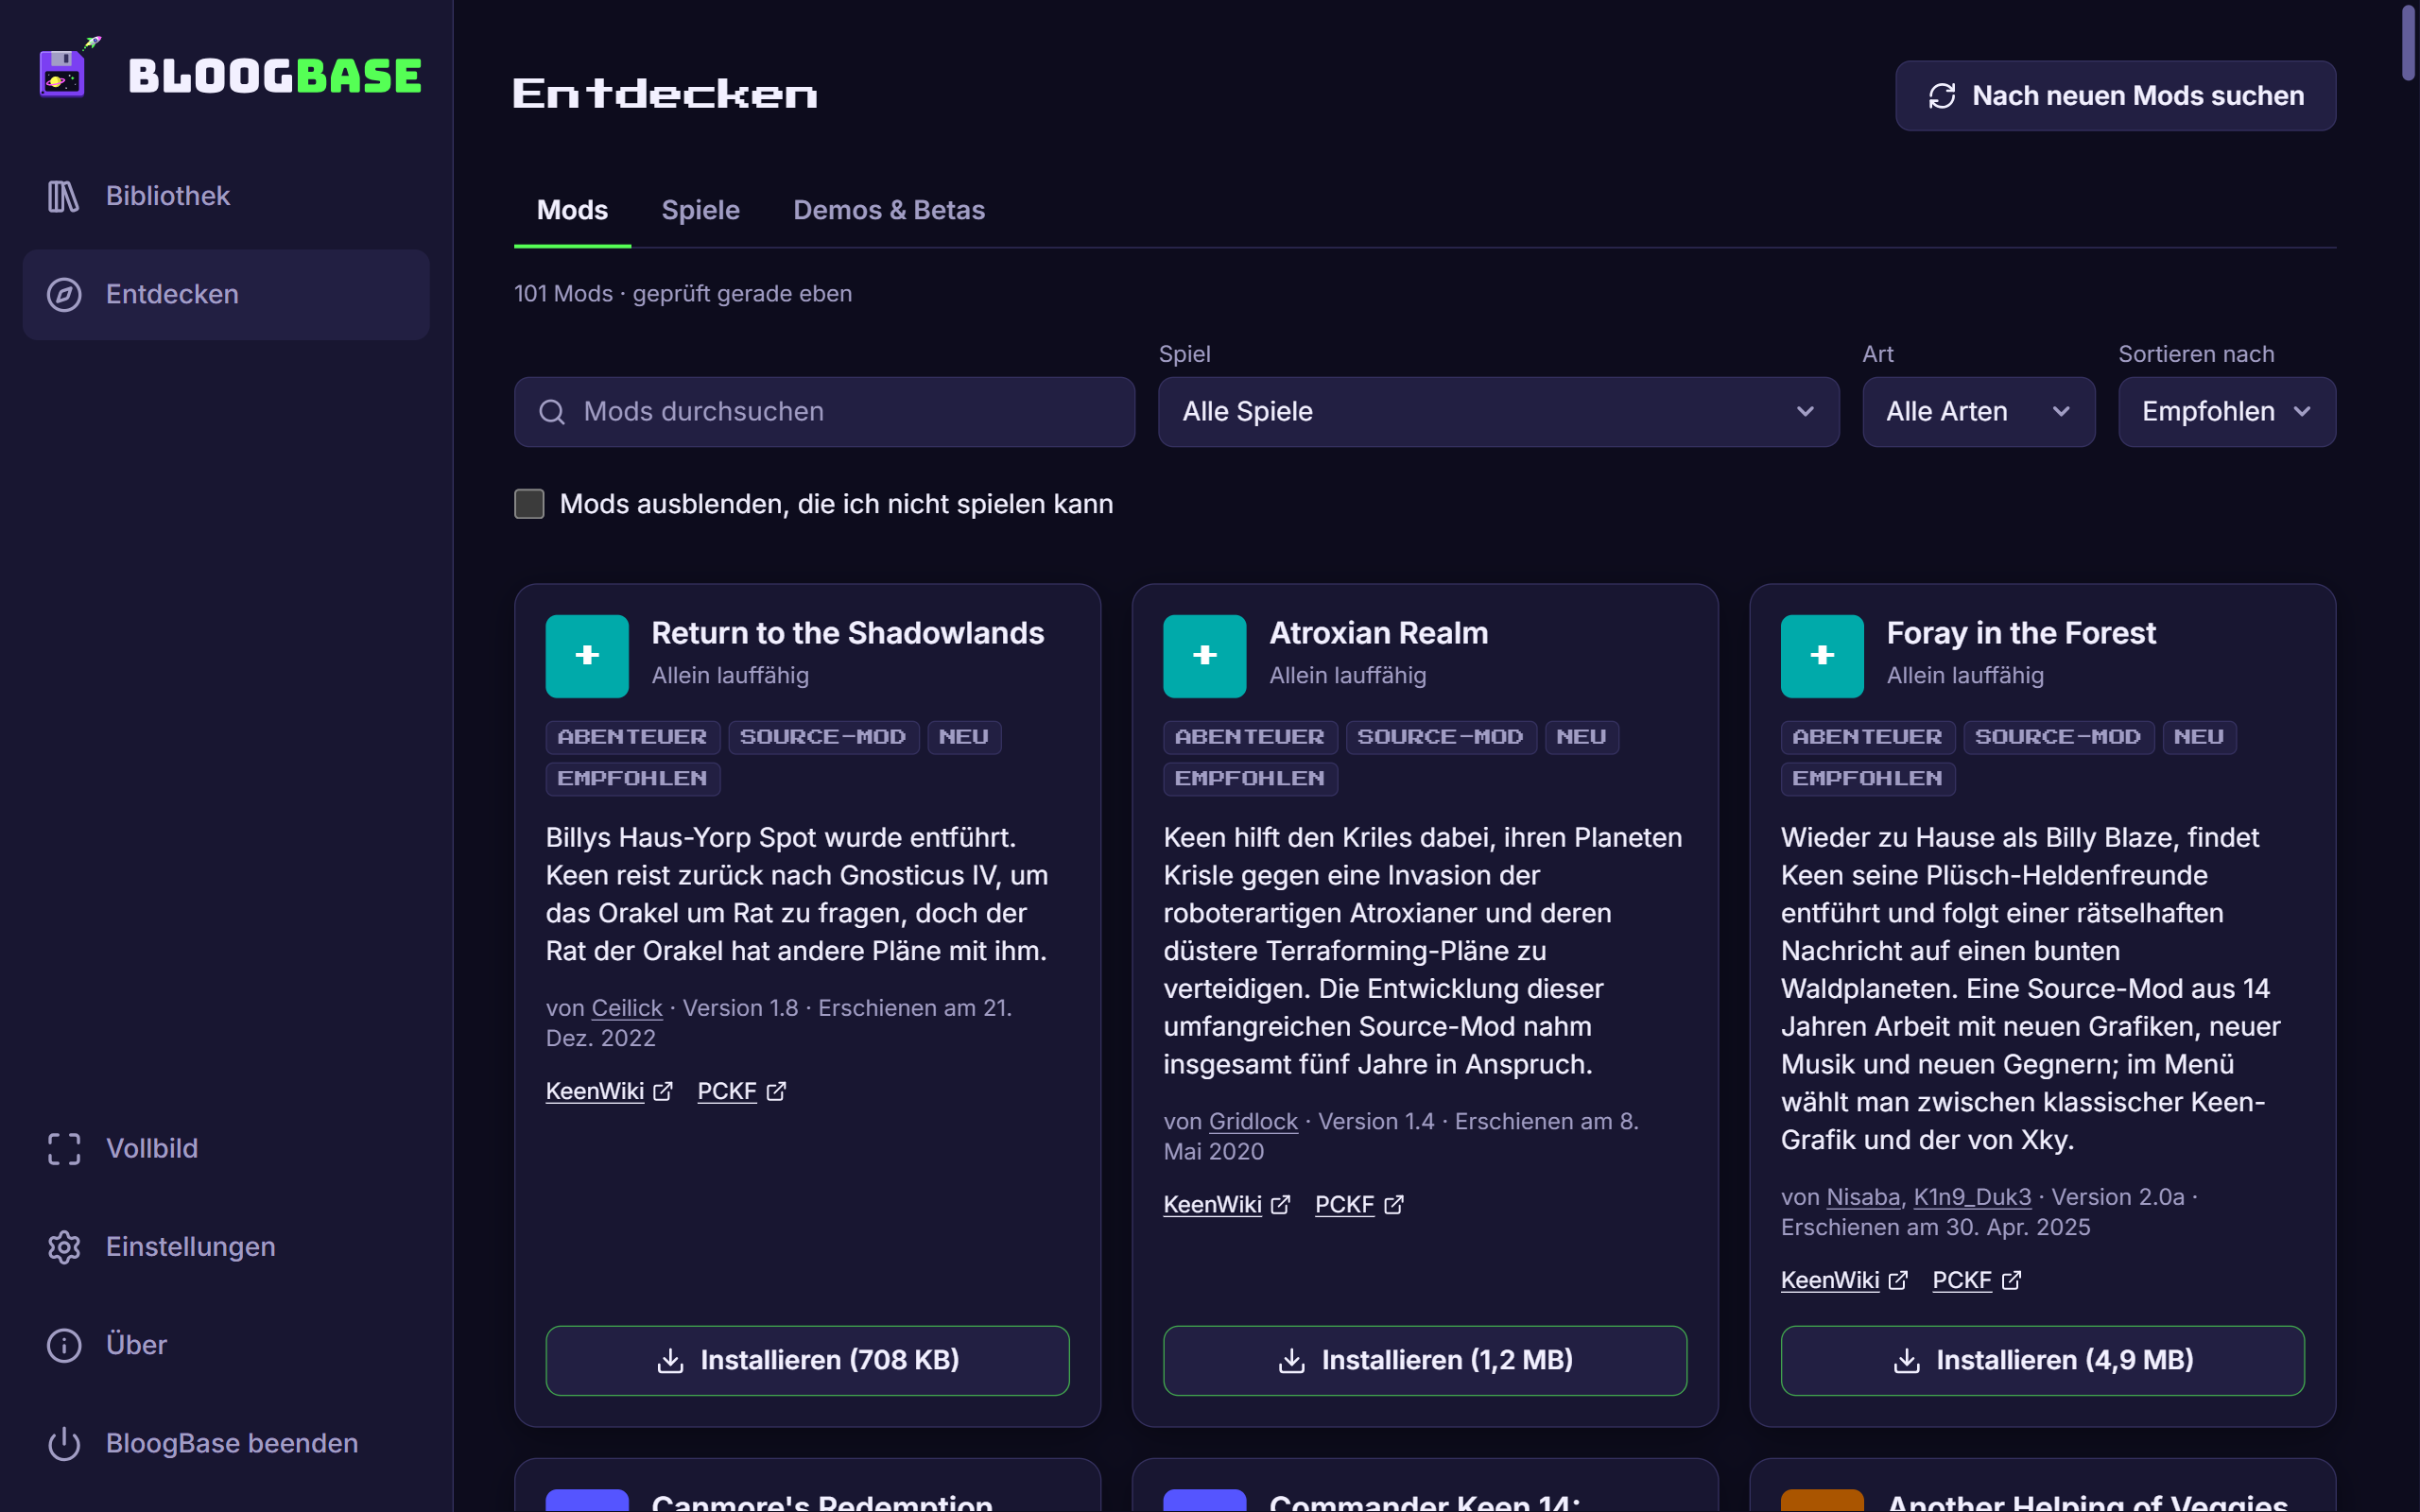 BLOOGBASE
Bibliothek
Entdecken
Vollbild
Einstellungen
Über
BloogBase beenden
Entdecken
Nach neuen Mods suchen
Mods
Spiele
Demos & Betas
101 Mods · geprüft gerade eben
Mods durchsuchen
Spiel
Alle Spiele
Art
Alle Arten
Sortieren nach
Empfohlen
Mods ausblenden, die ich nicht spielen kann
+
Return to the Shadowlands
Allein lauffähig
ABENTEUER SOURCE-MOD NEU
EMPFOHLEN
Billys Haus-Yorp Spot wurde entführt.
Keen reist zurück nach Gnosticus IV, um
das Orakel um Rat zu fragen, doch der
Rat der Orakel hat andere Pläne mit ihm.
von Ceilick · Version 1.8 · Erschienen am 21.
Dez. 2022
KeenWiki PCKF
Installieren (708 KB)
+
Atroxian Realm
Allein lauffähig
ABENTEUER SOURCE-MOD NEU
EMPFOHLEN
Keen hilft den Kriles dabei, ihren Planeten
Krisle gegen eine Invasion der
roboterartigen Atroxianer und deren
düstere Terraforming-Pläne zu
verteidigen. Die Entwicklung dieser
umfangreichen Source-Mod nahm
insgesamt fünf Jahre in Anspruch.
von Gridlock · Version 1.4 · Erschienen am 8.
Mai 2020
KeenWiki PCKF
Installieren (1,2 MB)
+
Foray in the Forest
Allein lauffähig
ABENTEUER SOURCE-MOD NEU
EMPFOHLEN
Wieder zu Hause als Billy Blaze, findet
Keen seine Plüsch-Heldenfreunde
entführt und folgt einer rätselhaften
Nachricht auf einen bunten
Waldplaneten. Eine Source-Mod aus 14
Jahren Arbeit mit neuen Grafiken, neuer
Musik und neuen Gegnern; im Menü
wählt man zwischen klassischer Keen-
Grafik und der von Xky.
von Nisaba, K1n9_Duk3 · Version 2.0a ·
Erschienen am 30. Apr. 2025
KeenWiki PCKF
Installieren (4,9 MB)
Canmore's Redemption
Commander Keen 14:
Another Helping of Veggies